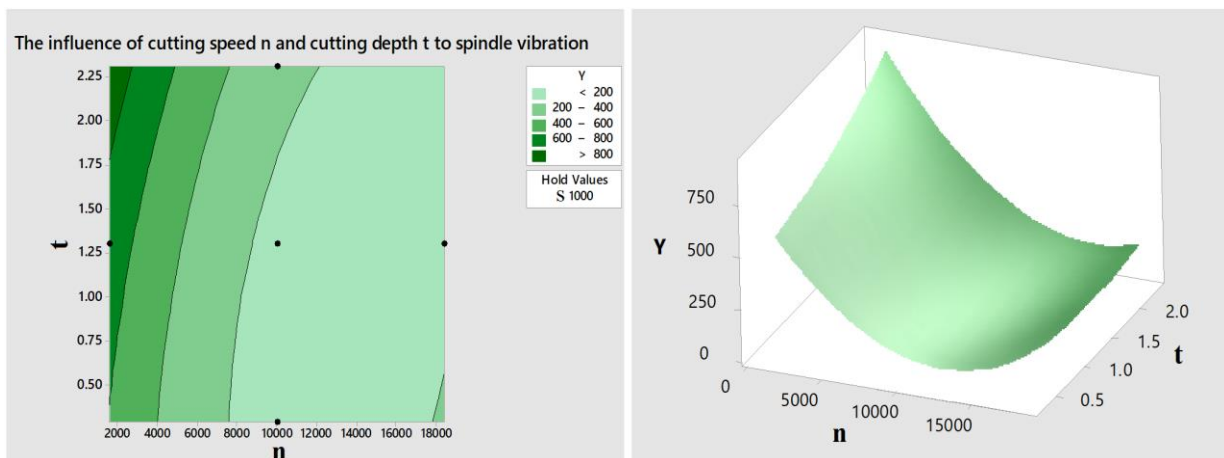 The influence of cutting speed n and cutting depth t to spindle vibration
Y
< 200
200 – 400
400 – 600
600 – 800
> 800
Hold Values
S 1000
2.25
2.00
1.75
1.50
1.25
1.00
0.75
0.50
t
2000 4000 6000 8000 10000 12000 14000 16000 18000
n
750
500
250
0
Y
0 5000 10000 15000
n
2.0
1.5
1.0
0.5
t